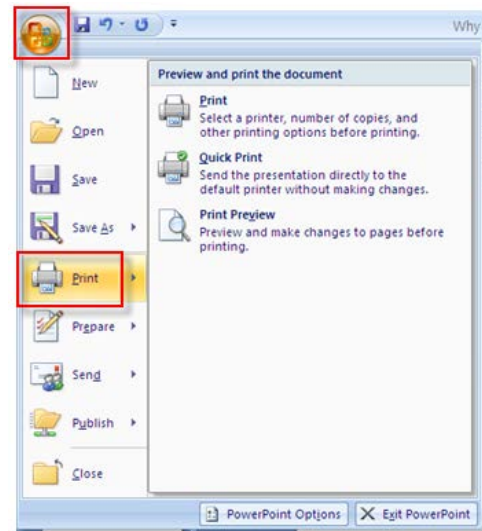 Why
New
Open
Save
Save As
Print
Prepare
Send
Publish
Close
Preview and print the document
Print
Select a printer, number of copies, and
other printing options before printing.
Quick Print
Send the presentation directly to the
default printer without making changes.
Print Preview
Preview and make changes to pages before
printing.
PowerPoint Options
Exit PowerPoint